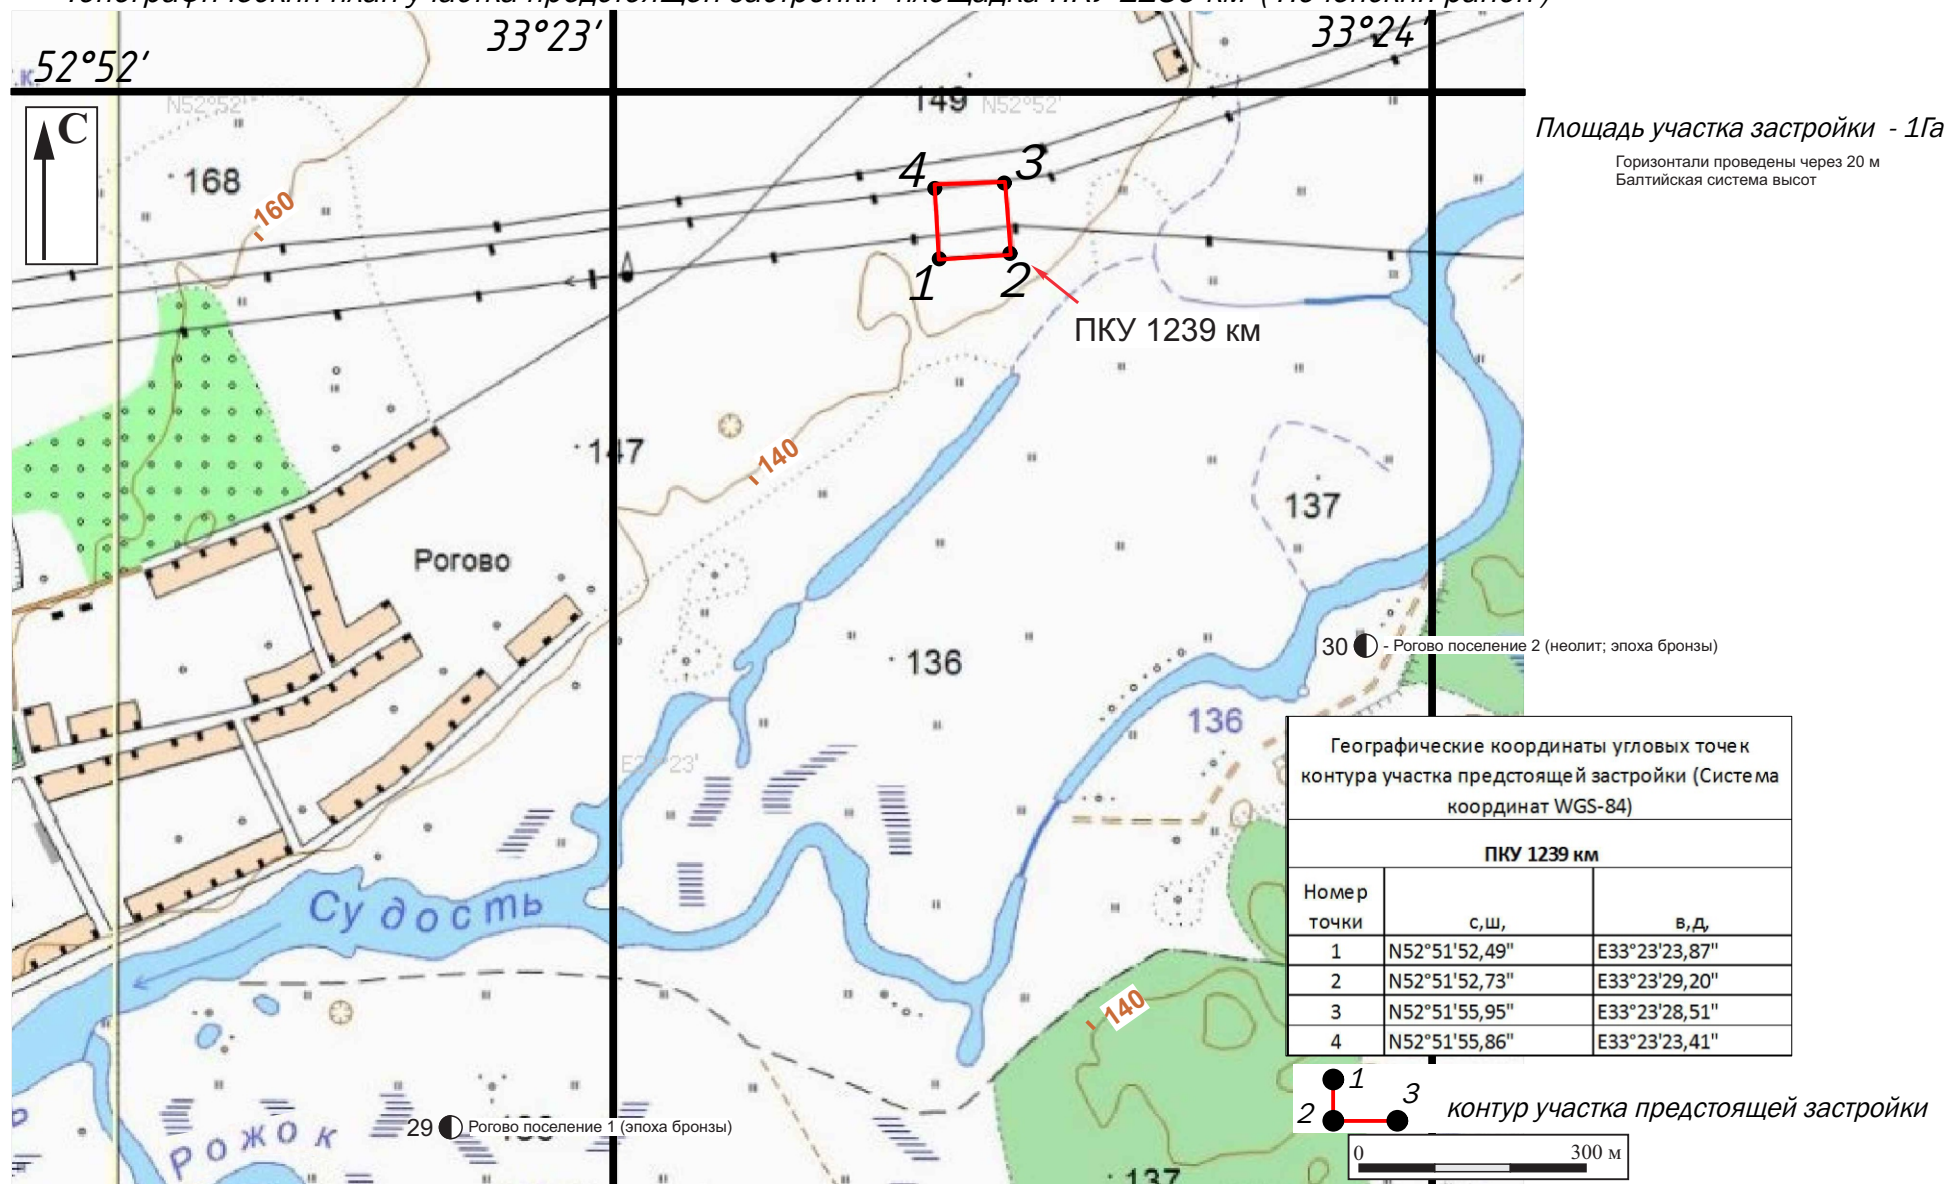 33°23'
33°24'
52°52'
N52°52'
149
N52°52'
С
168
160
4
3
1
2
ПКУ 1239 км
Площадь участка застройки - 1Га
Горизонтали проведены через 20 м
Балтийская система высот
147
140
137
Рогово
136
30 - Рогово поселение 2 (неолит; эпоха бронзы)
136
Судость
140
29 Рогово поселение 1 (эпоха бронзы)
Рожок
137
Географические координаты угловых точек
контура участка предстоящей застройки (Система
координат WGS-84)
ПКУ 1239 км
Номер точки с,ш, в,д,
1 N52°51'52,49" E33°23'23,87"
2 N52°51'52,73" E33°23'29,20"
3 N52°51'55,95" E33°23'28,51"
4 N52°51'55,86" E33°23'23,41"
1
2
3
контур участка предстоящей застройки
0 300 м